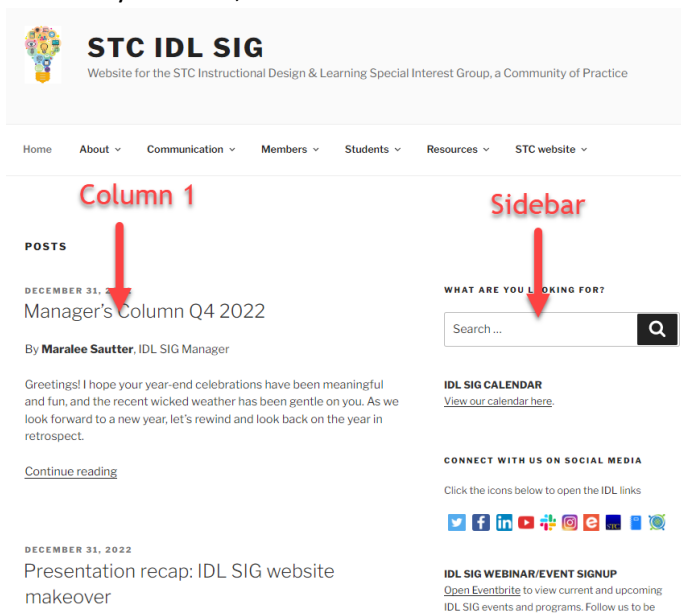 STC IDL SIG
Website for the STC Instructional Design & Learning Special Interest Group, a Community of Practice
Home About Communication Members Students Resources STC website
Column 1
Sidebar
POSTS
DECEMBER 31, 2022
Manager's Column Q4 2022
By Maralee Sautter, IDL SIG Manager
Greetings! I hope your year-end celebrations have been meaningful
and fun, and the recent wicked weather has been gentle on you. As we
look forward to a new year, let's rewind and look back on the year in
retrospect.
Continue reading
DECEMBER 31, 2022
Presentation recap: IDL SIG website
makeover
WHAT ARE YOU LOOKING FOR?
Search ...
IDL SIG CALENDAR
View our calendar here.
CONNECT WITH US ON SOCIAL MEDIA
Click the icons below to open the IDL links
STC
IDL SIG WEBINAR/EVENT SIGNUP
Open Eventbrite to view current and upcoming
IDL SIG events and programs. Follow us to be